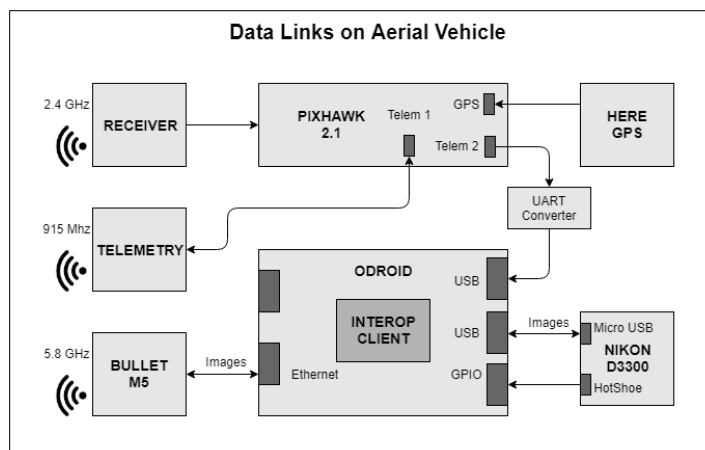 Data Links on Aerial Vehicle
2.4 GHz
RECEIVER
PIXHAWK
2.1
Telem 1
GPS
Telem 2
HERE
GPS
UART
Converter
915 Mhz
TELEMETRY
ODROID
USB
INTEROP
CLIENT
USB
Images
Micro USB
NIKON
D3300
5.8 GHz
BULLET
M5
Images
Ethernet
GPIO
HotShoe